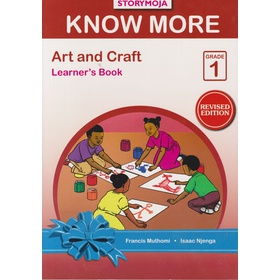 STORYMOJA
KNOW MORE
Art and Craft
Learner's Book
GRADE
1
REVISED
EDITION
Francis Muthomi • Isaac Njenga